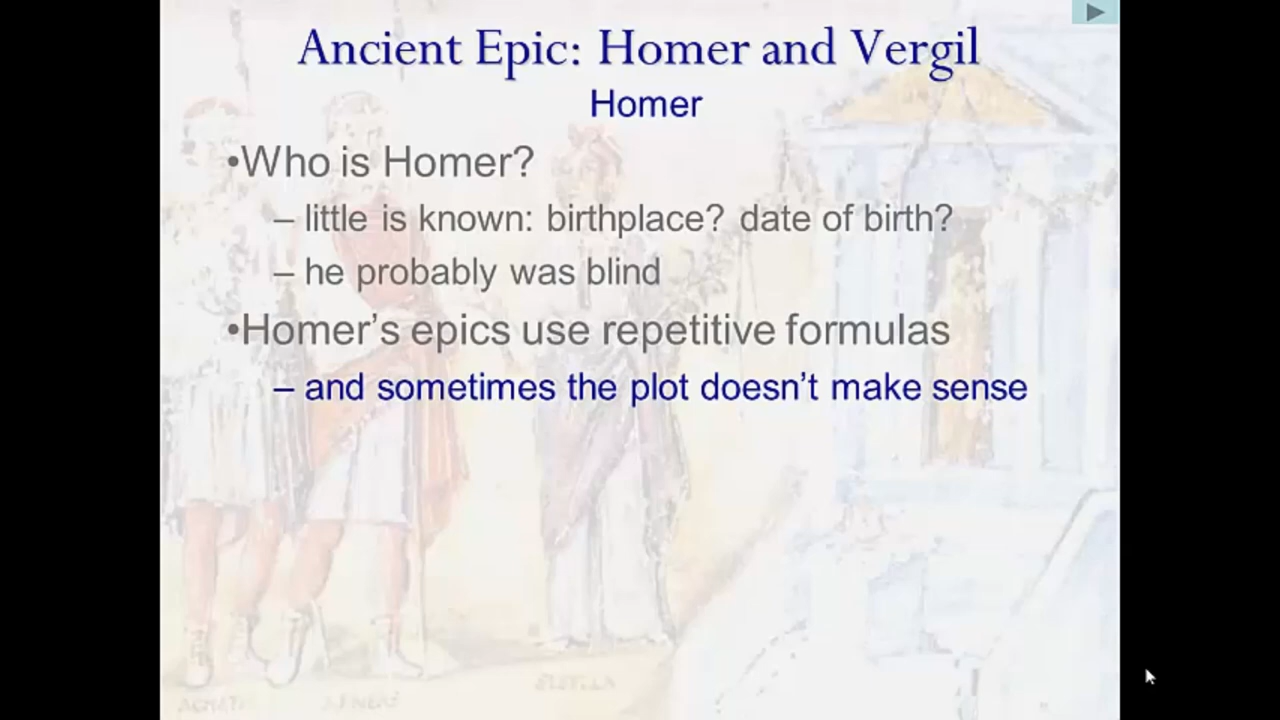 Ancient Epic: Homer and Vergil
Homer
•Who is Homer?
– little is known: birthplace? date of birth?
– he probably was blind
•Homer’s epics use repetitive formulas
– and sometimes the plot doesn’t make sense